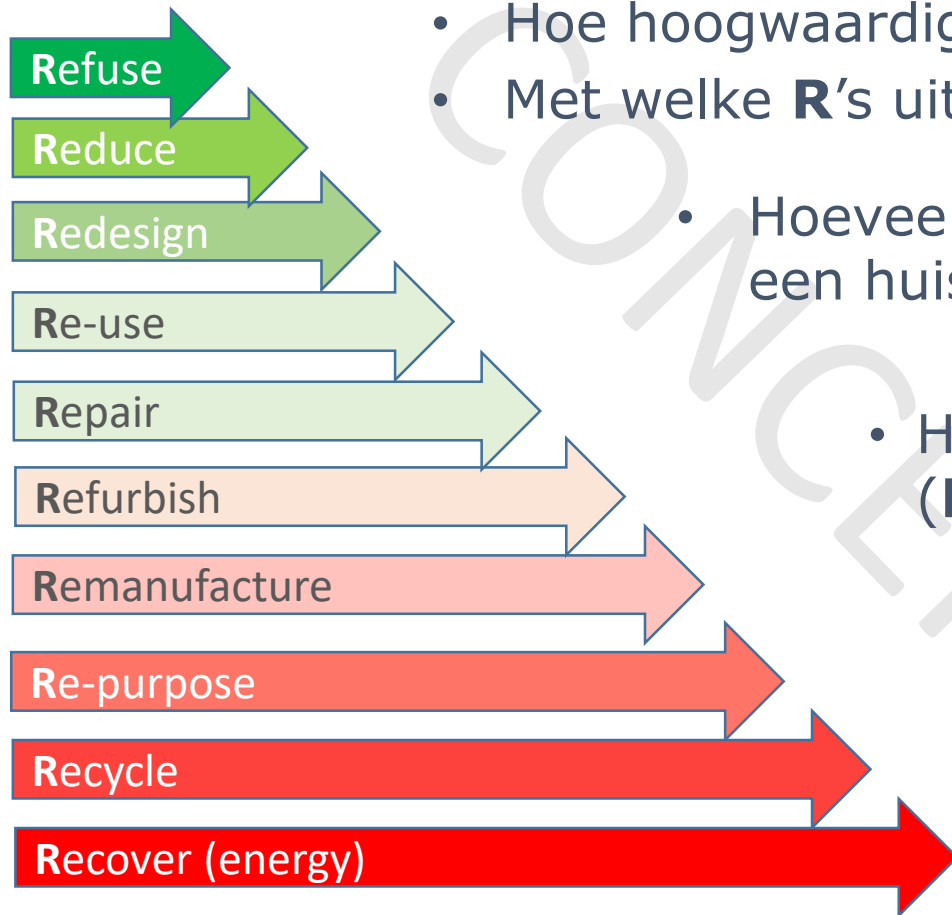 Refuse
Reduce
Redesign
Re-use
Repair
Refurbish
Remanufacture
Re-purpose
Recycle
Recover (energy)
• Hoe hoogwaardig
• Met welke R's uit
• Hoevee
een huis
• H
(
CONCE